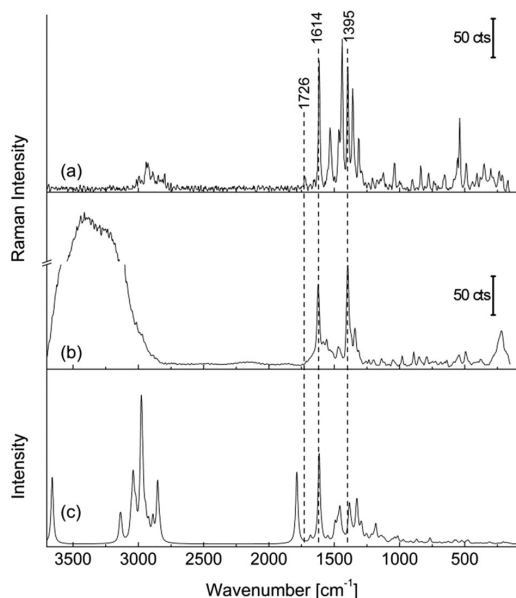 1726
1614
1395
50 cts
(a)
Raman Intensity
50 cts
(b)
Intensity
(c)
3500 3000 2500 2000 1500 1000 500
Wavenumber [cm⁻¹]